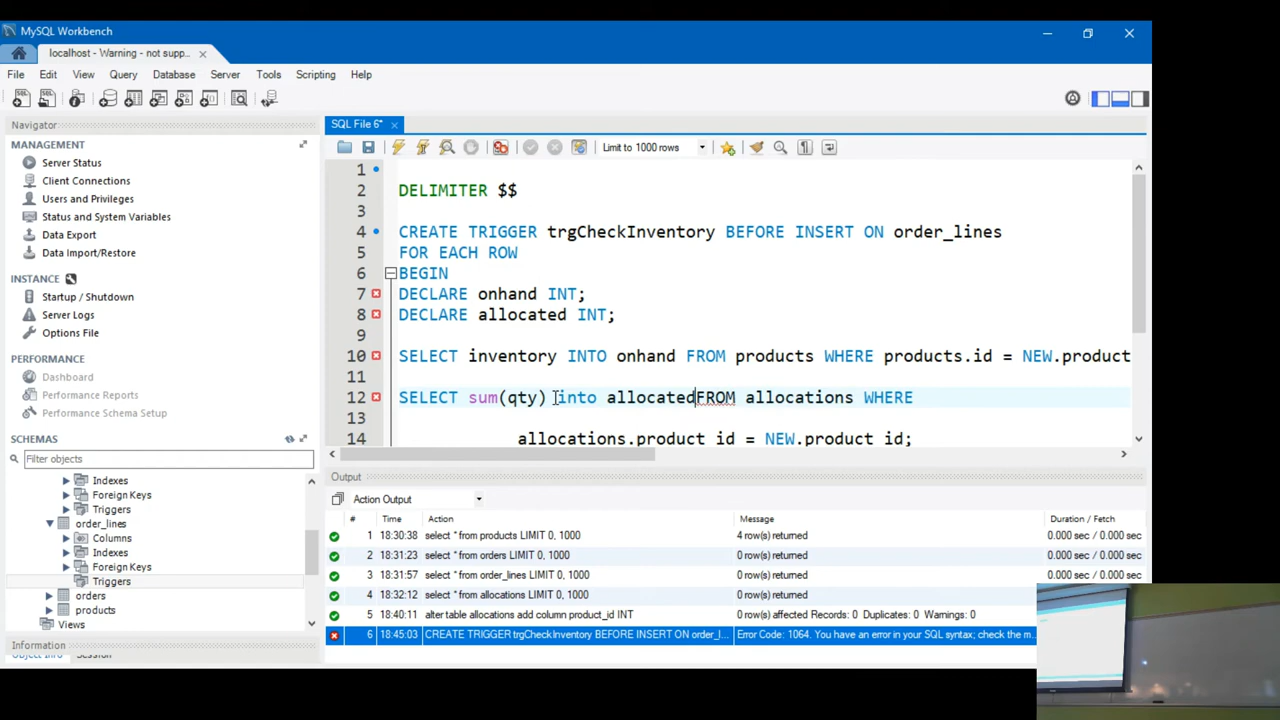 MySQL Workbench
localhost - Warning - not supp...
File Edit View Query Database Server Tools Scripting Help
Navigator
MANAGEMENT
Server Status
Client Connections
Users and Privileges
Status and System Variables
Data Export
Data Import/Restore
INSTANCE
Startup / Shutdown
Server Logs
Options File
PERFORMANCE
Dashboard
Performance Reports
Performance Schema Setup
SCHEMAS
Filter objects
Indexes
Foreign Keys
Triggers
order_lines
Columns
Indexes
Foreign Keys
Triggers
orders
products
Views
Information
Object Info Session
SQL File 6*
Limit to 1000 rows
1
2 DELIMITER $$
3
4 CREATE TRIGGER trgCheckInventory BEFORE INSERT ON order_lines
5 FOR EACH ROW
6 BEGIN
7 DECLARE onhand INT;
8 DECLARE allocated INT;
9
10 SELECT inventory INTO onhand FROM products WHERE products.id = NEW.product
11
12 SELECT sum(qty) into allocatedFROM allocations WHERE
13
14 allocations.product_id = NEW.product_id;
Output
Action Output
# Time Action Message Duration / Fetch
1 18:30:38 select * from products LIMIT 0, 1000 4 row(s) returned 0.000 sec / 0.000 sec
2 18:31:23 select * from orders LIMIT 0, 1000 0 row(s) returned 0.000 sec / 0.000 sec
3 18:31:57 select * from order_lines LIMIT 0, 1000 0 row(s) returned 0.000 sec / 0.000 sec
4 18:32:12 select * from allocations LIMIT 0, 1000 0 row(s) returned
5 18:40:11 alter table allocations add column product_id INT 0 row(s) affected Records: 0 Duplicates: 0 Warnings: 0
6 18:45:03 CREATE TRIGGER trgCheckInventory BEFORE INSERT ON order_l... Error Code: 1064. You have an error in your SQL syntax; check the m...